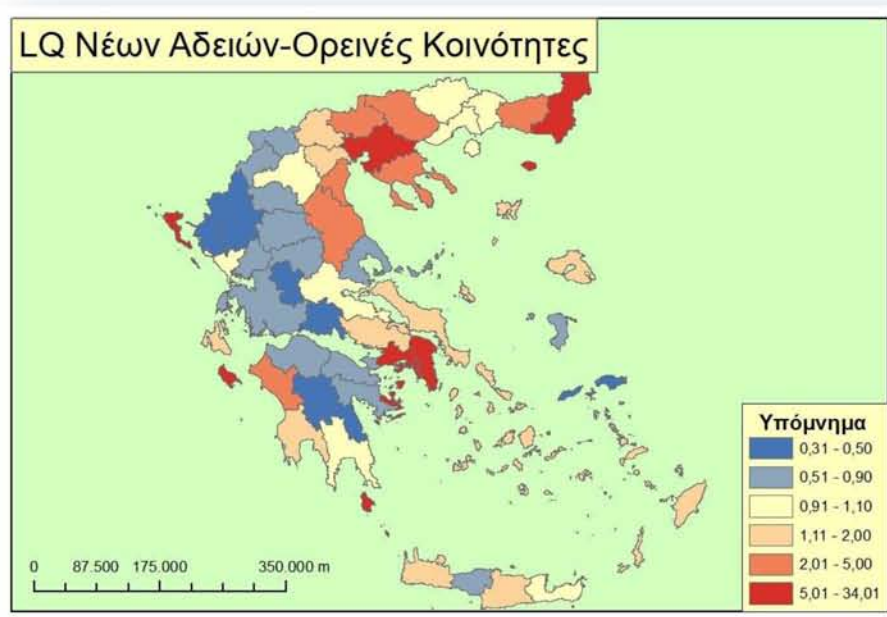 LQ Νέων Αδειών-Ορεινές Κοινότητες
Υπόμνημα
0,31 - 0,50
0,51 - 0,90
0,91 - 1,10
1,11 - 2,00
2,01 - 5,00
5,01 - 34,01
0 87.500 175.000 350.000 m